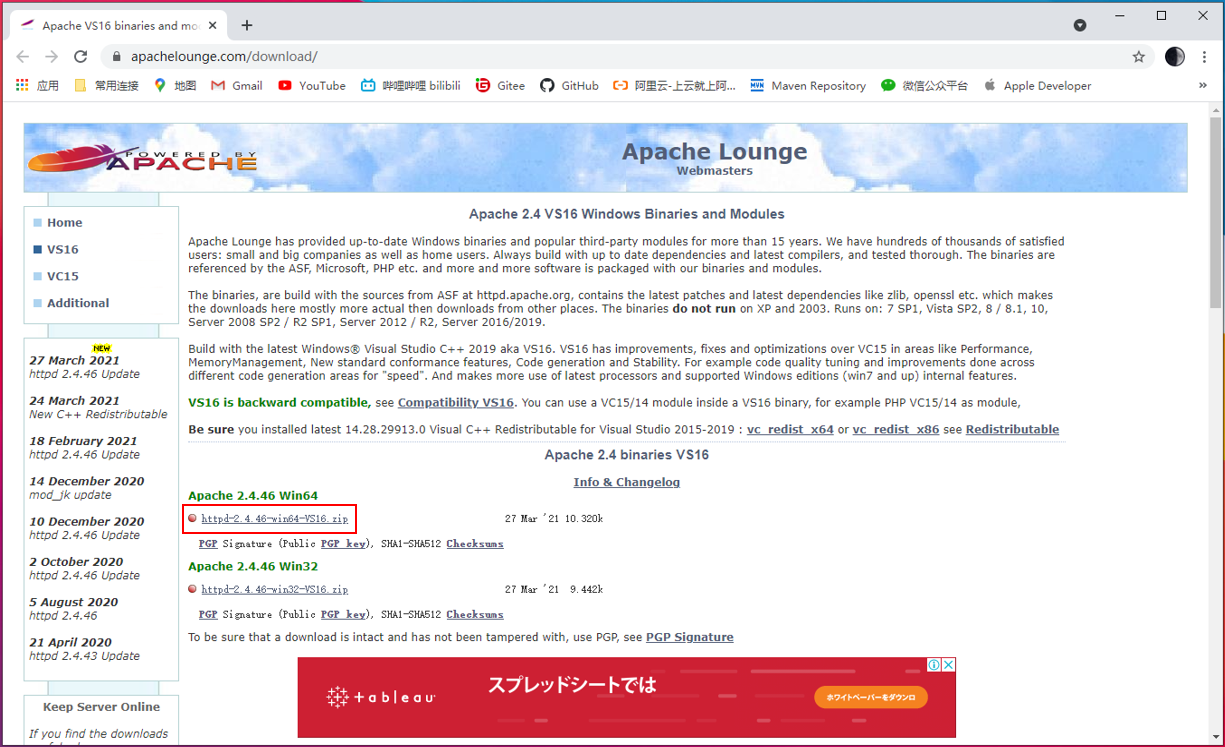 Apache VS16 binaries and mo
apachelounge.com/download/
应用
常用连接
地图
Gmail
YouTube
哔哩哔哩 bilibili
Gitee
GitHub
阿里云-上云就上阿...
Maven Repository
微信公众平台
Apple Developer
»
POWERED BY
APACHE
Apache Lounge
Webmasters
Home
VS16
VC15
Additional
NEW
27 March 2021
httpd 2.4.46 Update
24 March 2021
New C++ Redistributable
18 February 2021
httpd 2.4.46 Update
14 December 2020
mod_jk update
10 December 2020
httpd 2.4.46 Update
2 October 2020
httpd 2.4.46 Update
5 August 2020
httpd 2.4.46
21 April 2020
httpd 2.4.43 Update
Keep Server Online
If you find the downloads
Apache 2.4 VS16 Windows Binaries and Modules
Apache Lounge has provided up-to-date Windows binaries and popular third-party modules for more than 15 years. We have hundreds of thousands of satisfied
users: small and big companies as well as home users. Always build with up to date dependencies and latest compilers, and tested thorough. The binaries are
referenced by the ASF, Microsoft, PHP etc. and more and more software is packaged with our binaries and modules.
The binaries, are build with the sources from ASF at httpd.apache.org, contains the latest patches and latest dependencies like zlib, openssl etc. which makes
the downloads here mostly more actual then downloads from other places. The binaries do not run on XP and 2003. Runs on: 7 SP1, Vista SP2, 8 / 8.1, 10,
Server 2008 SP2 / R2 SP1, Server 2012 / R2, Server 2016/2019.
Build with the latest Windows® Visual Studio C++ 2019 aka VS16. VS16 has improvements, fixes and optimizations over VC15 in areas like Performance,
MemoryManagement, New standard conformance features, Code generation and Stability. For example code quality tuning and improvements done across
different code generation areas for "speed". And makes more use of latest processors and supported Windows editions (win7 and up) internal features.
VS16 is backward compatible, see Compatibility VS16. You can use a VC15/14 module inside a VS16 binary, for example PHP VC15/14 as module,
Be sure you installed latest 14.28.29913.0 Visual C++ Redistributable for Visual Studio 2015-2019 : vc_redist_x64 or vc_redist_x86 see Redistributable
Apache 2.4 binaries VS16
Info & Changelog
Apache 2.4.46 Win64
httpd-2.4.46-win64-VS16.zip 27 Mar '21 10.320k
PGP Signature (Public PGP key), SHA1-SHA512 Checksums
Apache 2.4.46 Win32
httpd-2.4.46-win32-VS16.zip 27 Mar '21 9.442k
PGP Signature (Public PGP key), SHA1-SHA512 Checksums
To be sure that a download is intact and has not been tampered with, use PGP, see PGP Signature
+ableau
スプレッドシートでは
ホワイトペーパーをダウンロ